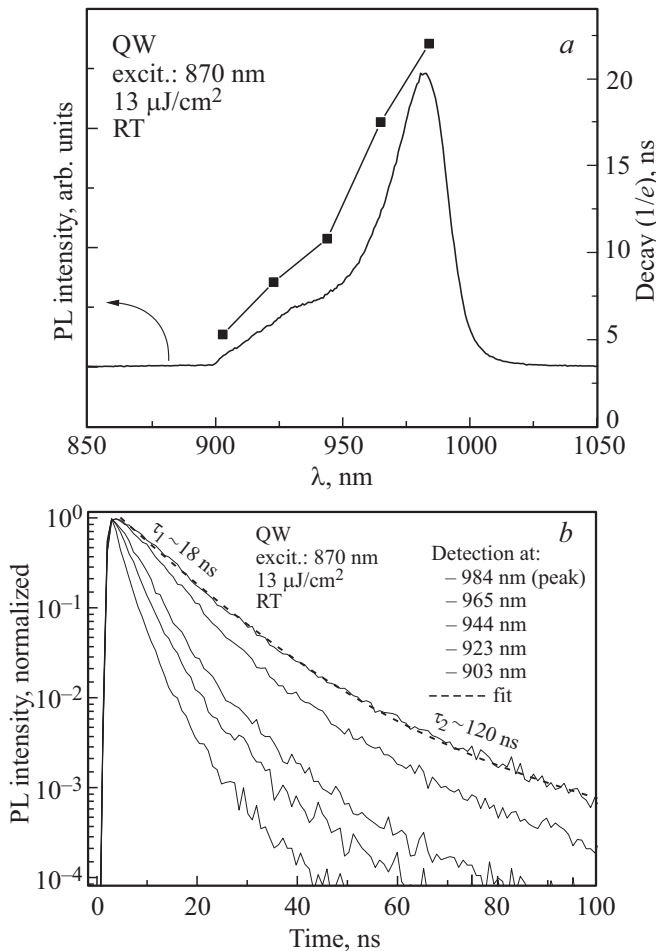 a
QW
excit.: 870 nm
13 μJ/cm²
RT
PL intensity, arb. units
Decay (1/e), ns
20
15
10
5
0
850 900 950 1000 1050
λ, nm
b
QW
excit.: 870 nm
13 μJ/cm²
RT
Detection at:
– 984 nm (peak)
– 965 nm
– 944 nm
– 923 nm
– 903 nm
----- fit
τ₁ ~ 18 ns
τ₂ ~ 120 ns
PL intensity, normalized
10⁰
10⁻¹
10⁻²
10⁻³
10⁻⁴
0 20 40 60 80 100
Time, ns